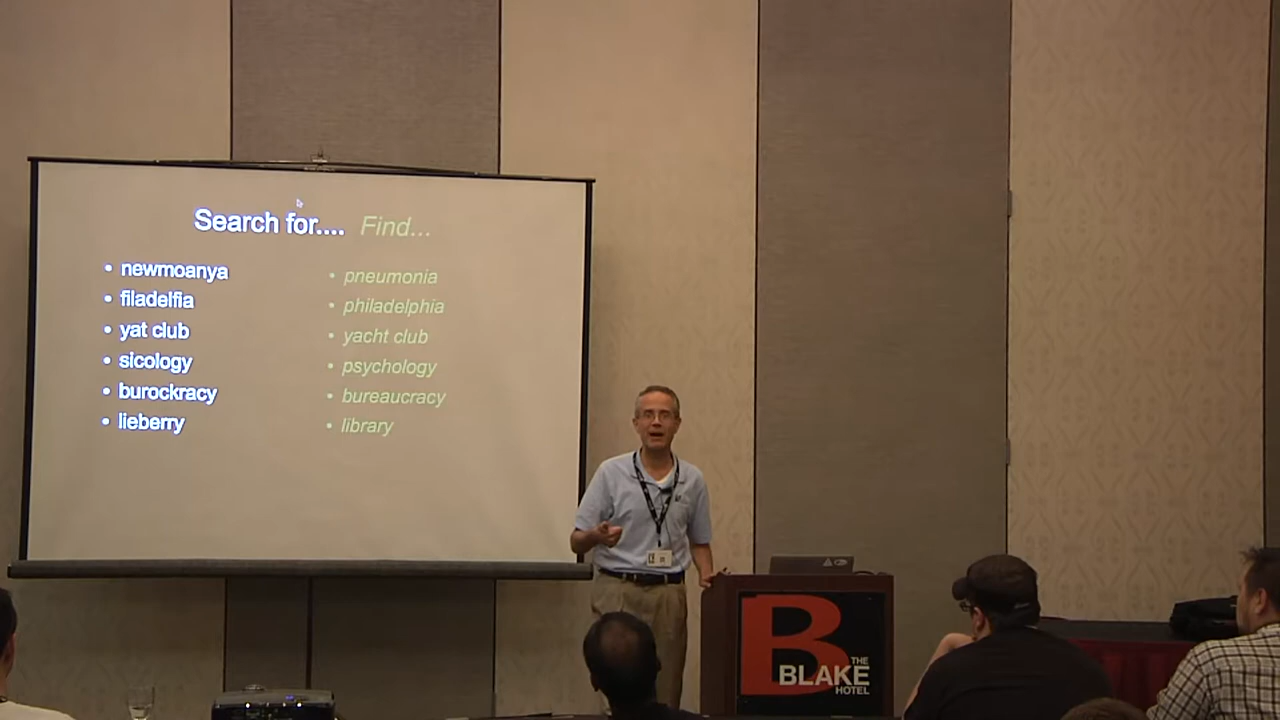 Search for.... Find...
• newmoanya
• filadelfia
• yat club
• sicology
• burockracy
• lieberry
• pneumonia
• philadelphia
• yacht club
• psychology
• bureaucracy
• library
B
THE
BLAKE
HOTEL